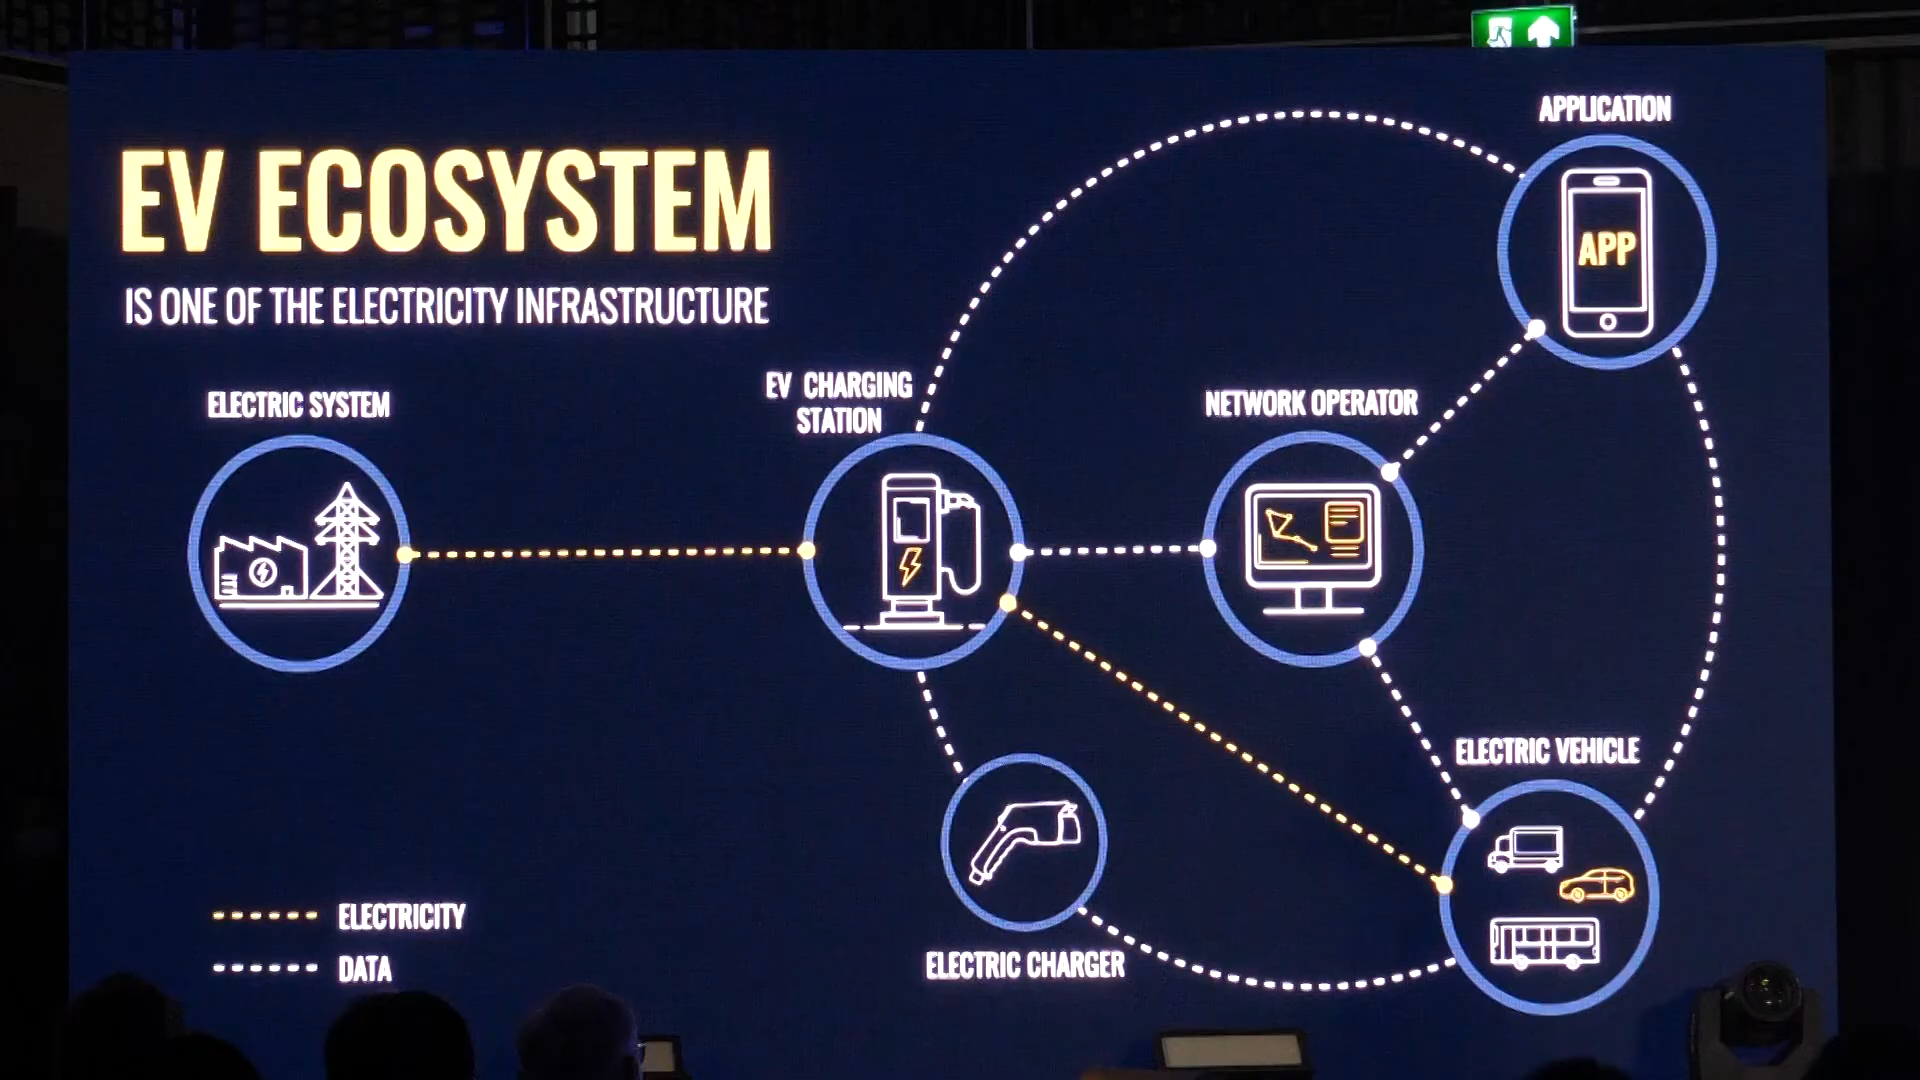 EV ECOSYSTEM
IS ONE OF THE ELECTRICITY INFRASTRUCTURE
APPLICATION
APP
ELECTRIC SYSTEM
EV CHARGING
STATION
NETWORK OPERATOR
ELECTRIC VEHICLE
ELECTRIC CHARGER
ELECTRICITY
DATA